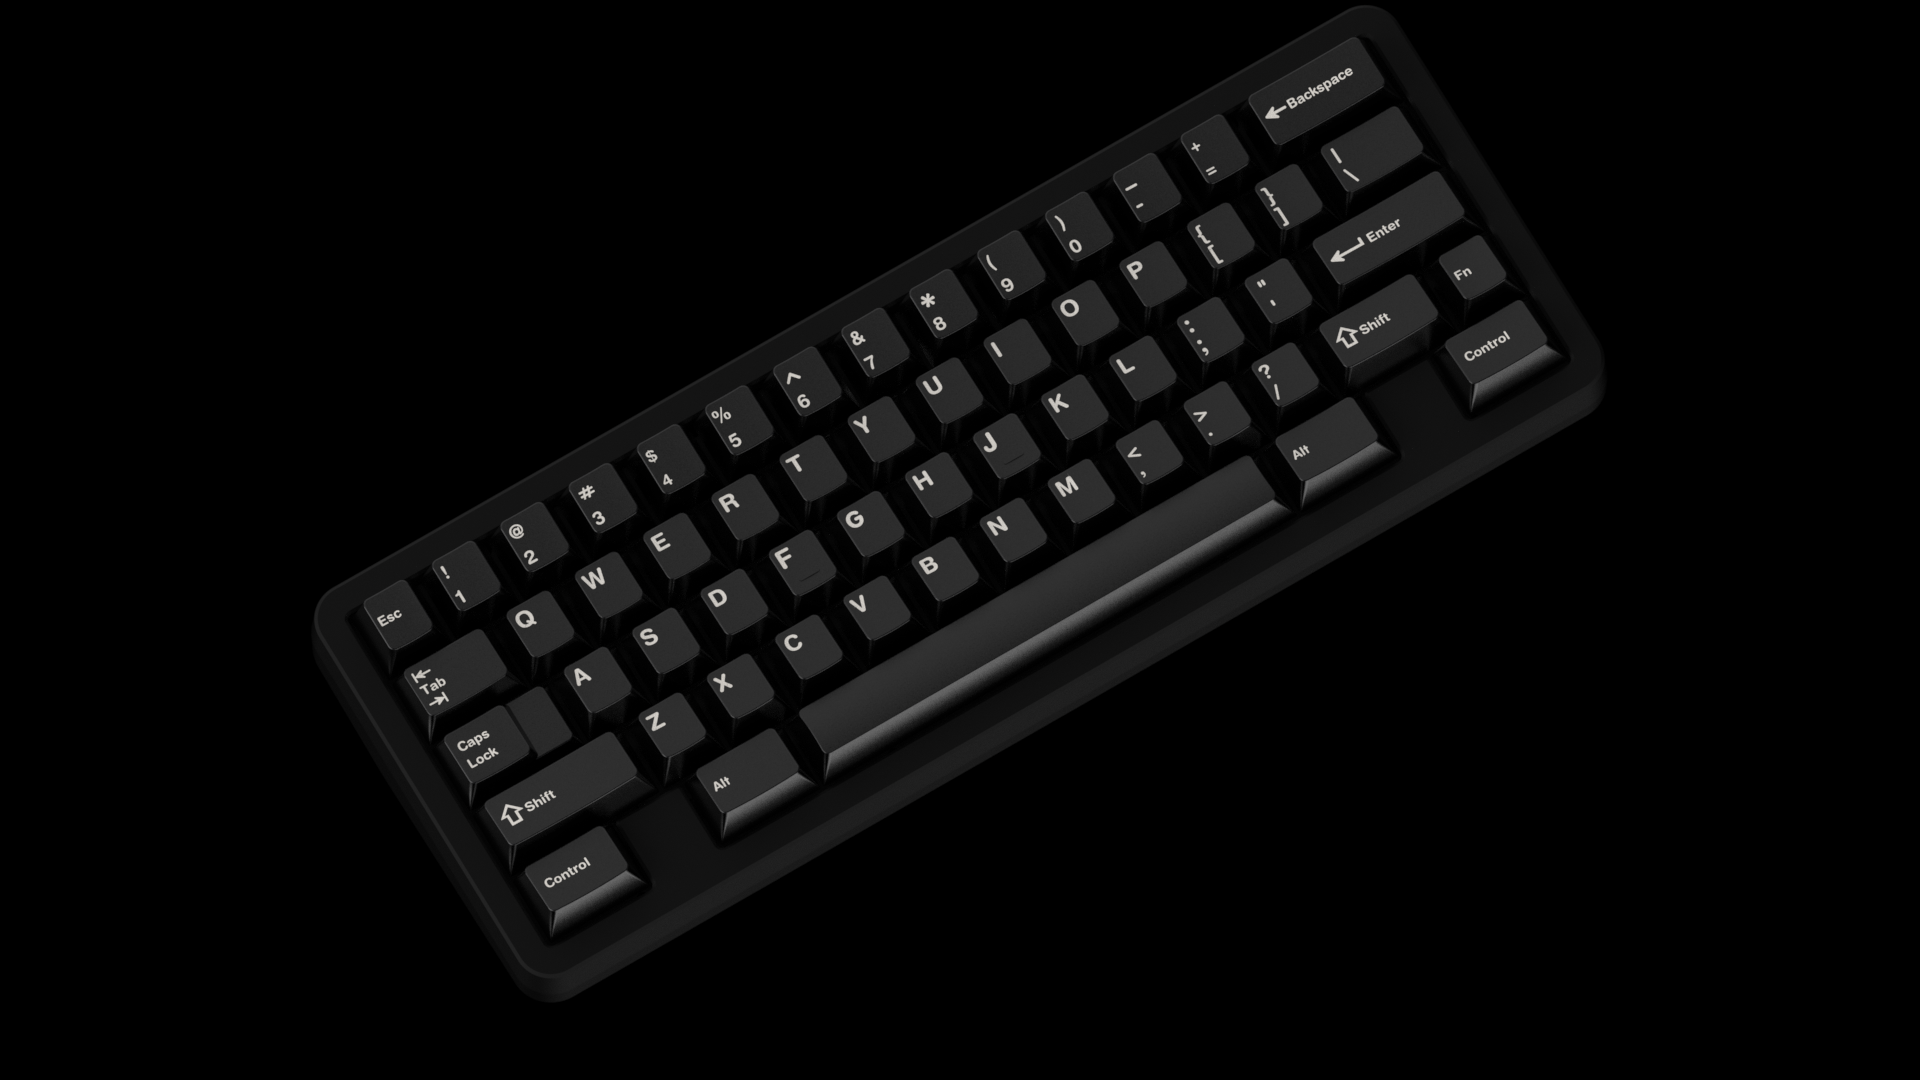 Esc ! 1 @ 2 # 3 $ 4 % 5 ^ 6 & 7 * 8 ( 9 ) 0 _ - + = ← Backspace
⇤ Tab ⇥ Q W E R T Y U I O P { [ } ] | \
Caps Lock A S D F G H J K L : ; " ' ↵ Enter
⇧ Shift Z X C V B N M < , > . ? / ⇧ Shift Fn
Control Alt Alt Control